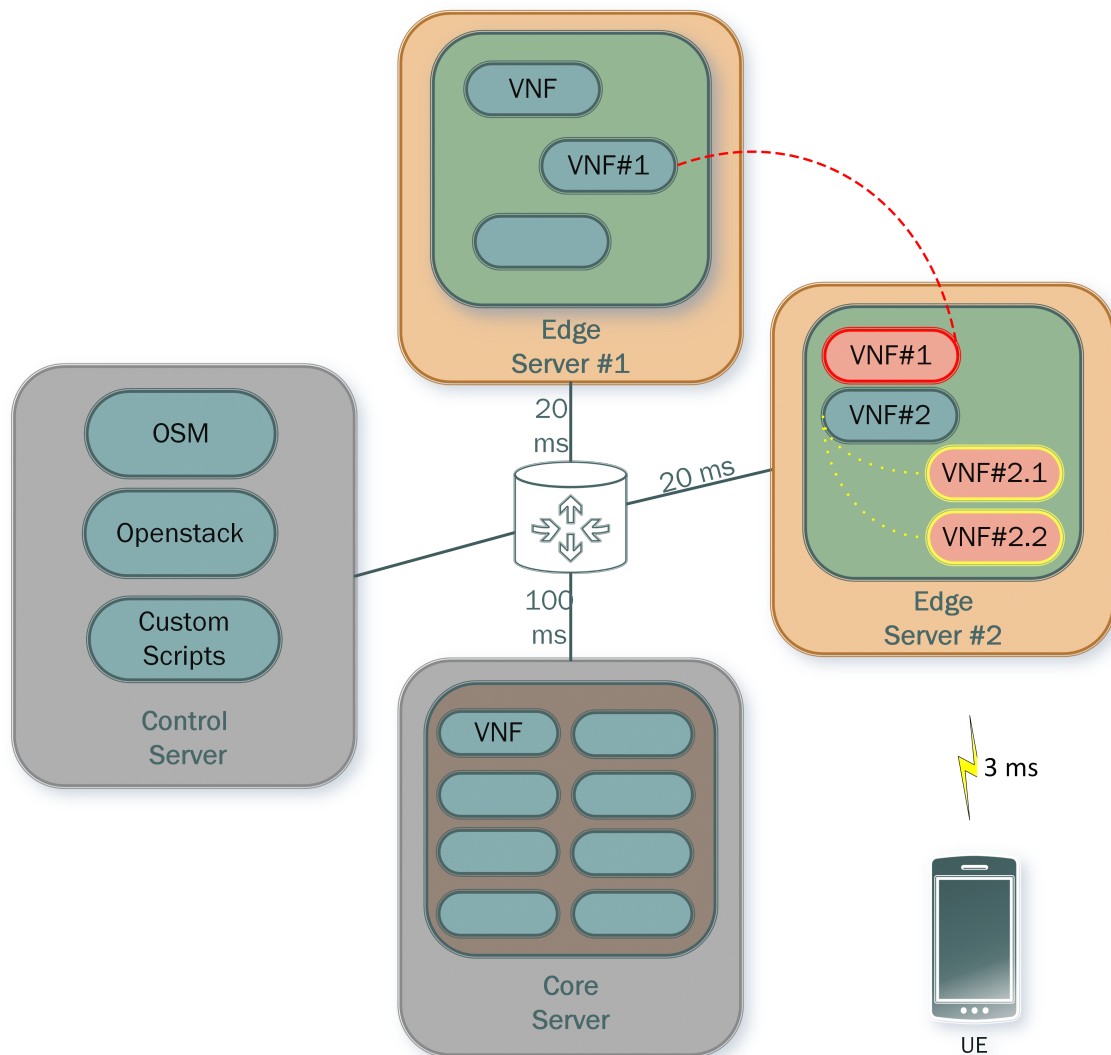 VNF
VNF#1
Edge
Server #1
20
ms
VNF#1
VNF#2
VNF#2.1
VNF#2.2
Edge
Server #2
20 ms
OSM
Openstack
Custom
Scripts
Control
Server
100
ms
VNF
Core
Server
3 ms
UE